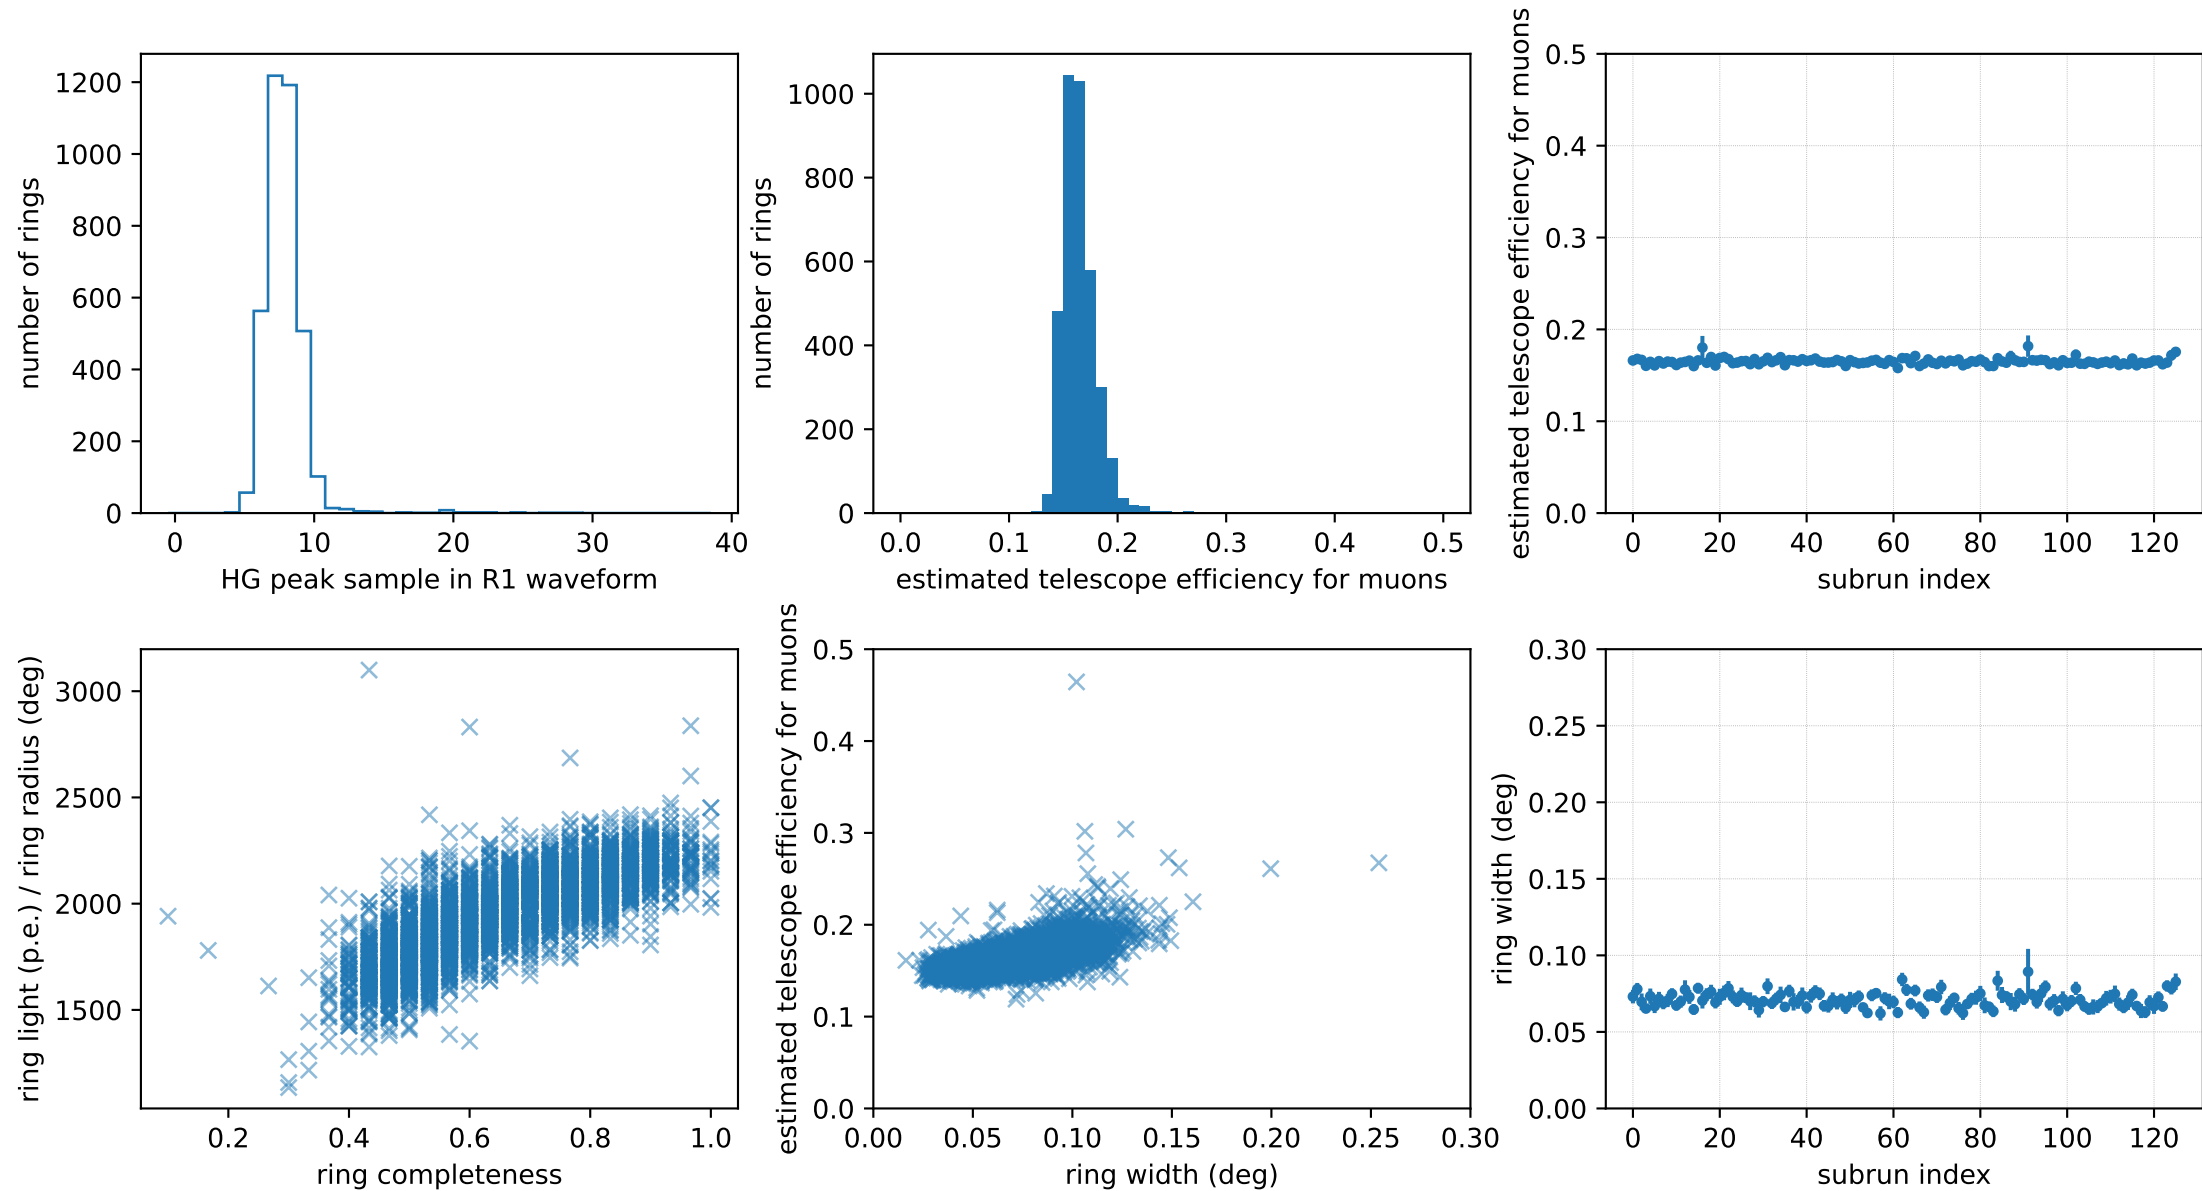 1200
1000
800
600
400
200
0
number of rings
0 10 20 30 40
HG peak sample in R1 waveform
1000
800
600
400
200
0
number of rings
0.0 0.1 0.2 0.3 0.4 0.5
estimated telescope efficiency for muons
0.5
0.4
0.3
0.2
0.1
0.0
estimated telescope efficiency for muons
0 20 40 60 80 100 120
subrun index
3000
2500
2000
1500
ring light (p.e.) / ring radius (deg)
0.2 0.4 0.6 0.8 1.0
ring completeness
0.5
0.4
0.3
0.2
0.1
0.0
estimated telescope efficiency for muons
0.00 0.05 0.10 0.15 0.20 0.25 0.30
ring width (deg)
0.30
0.25
0.20
0.15
0.10
0.05
0.00
ring width (deg)
0 20 40 60 80 100 120
subrun index